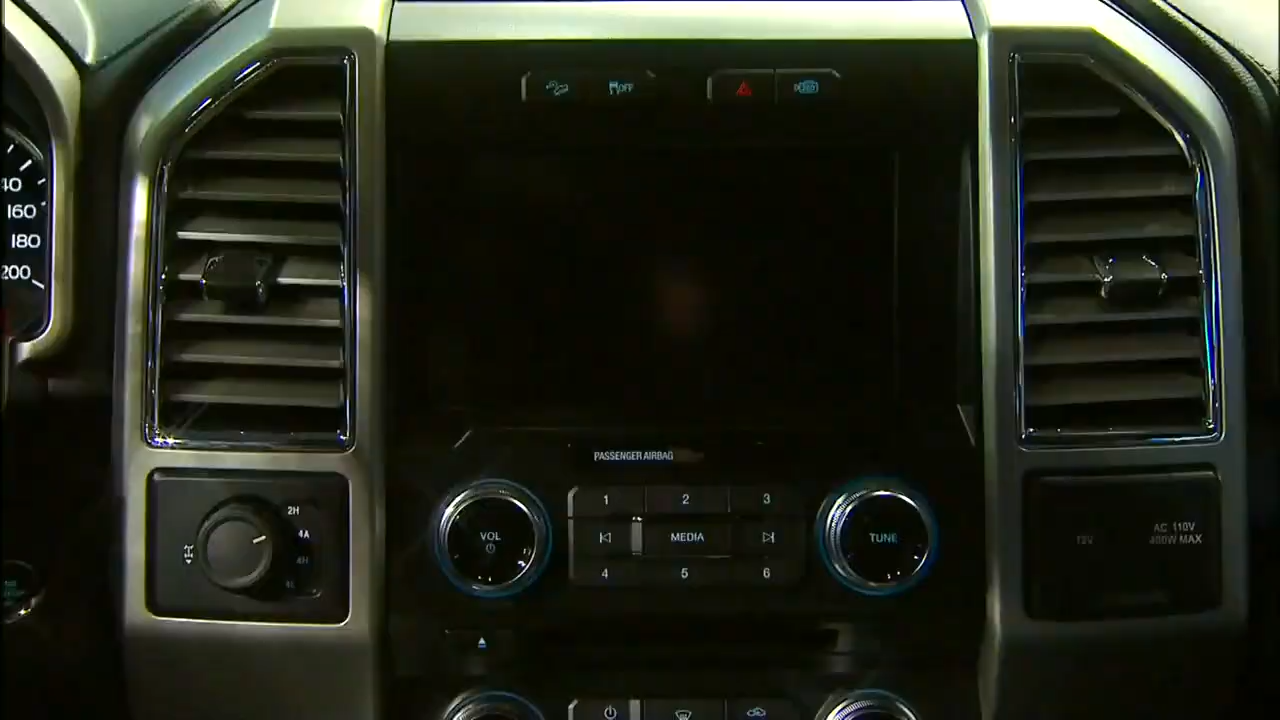 OFF
40
160
180
200
PASSENGER AIRBAG
1 2 3
VOL
MEDIA
TUNE
4 5 6
2H
4A
4H
4L
12V
AC 110V
400W MAX